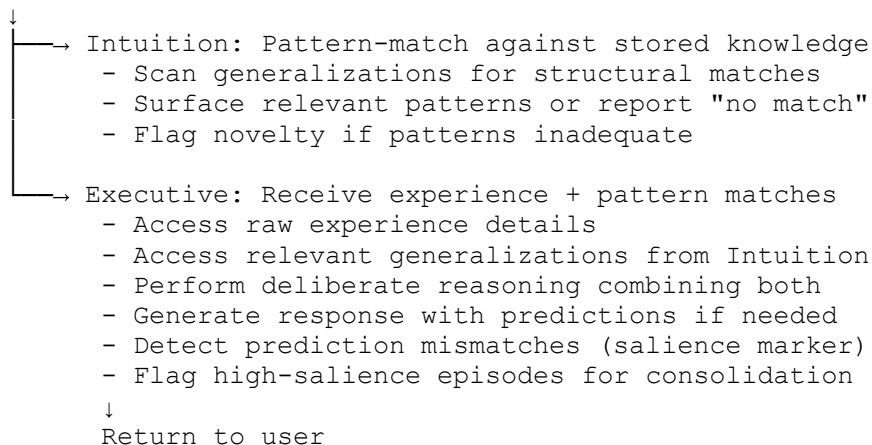 ↓
├──→ Intuition: Pattern-match against stored knowledge
- Scan generalizations for structural matches
- Surface relevant patterns or report "no match"
- Flag novelty if patterns inadequate
└──→ Executive: Receive experience + pattern matches
- Access raw experience details
- Access relevant generalizations from Intuition
- Perform deliberate reasoning combining both
- Generate response with predictions if needed
- Detect prediction mismatches (salience marker)
- Flag high-salience episodes for consolidation
↓
Return to user